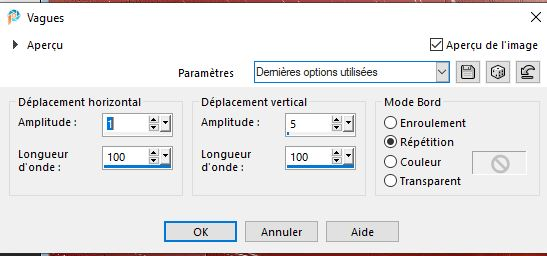 Vagues
Aperçu
Aperçu de l'image
Paramètres
Dernières options utilisées
Déplacement horizontal
Amplitude :
1
Longueur
d'onde :
100
Déplacement vertical
Amplitude :
5
Longueur
d'onde :
100
Mode Bord
Enroulement
Répétition
Couleur
Transparent
OK
Annuler
Aide